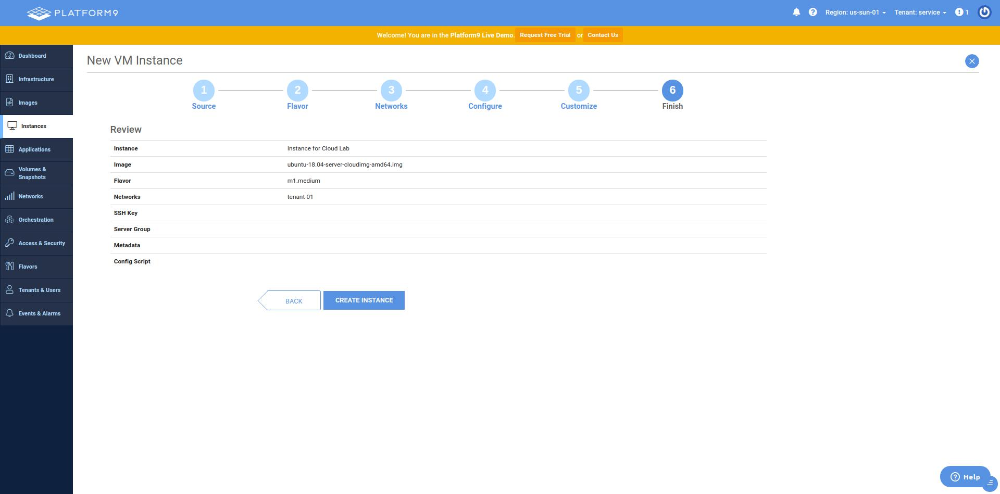 PLATFORM9
Region: us-sun-01
Tenant: service
1
Welcome! You are in the Platform9 Live Demo. Request Free Trial or Contact Us
Dashboard
Infrastructure
Images
Instances
Applications
Volumes &
Snapshots
Networks
Orchestration
Access & Security
Flavors
Tenants & Users
Events & Alarms
New VM Instance
1 2 3 4 5 6
Source Flavor Networks Configure Customize Finish
Review
Instance Instance for Cloud Lab
Image ubuntu-18.04-server-cloudimg-amd64.img
Flavor m1.medium
Networks tenant-01
SSH Key
Server Group
Metadata
Config Script
BACK CREATE INSTANCE
Help